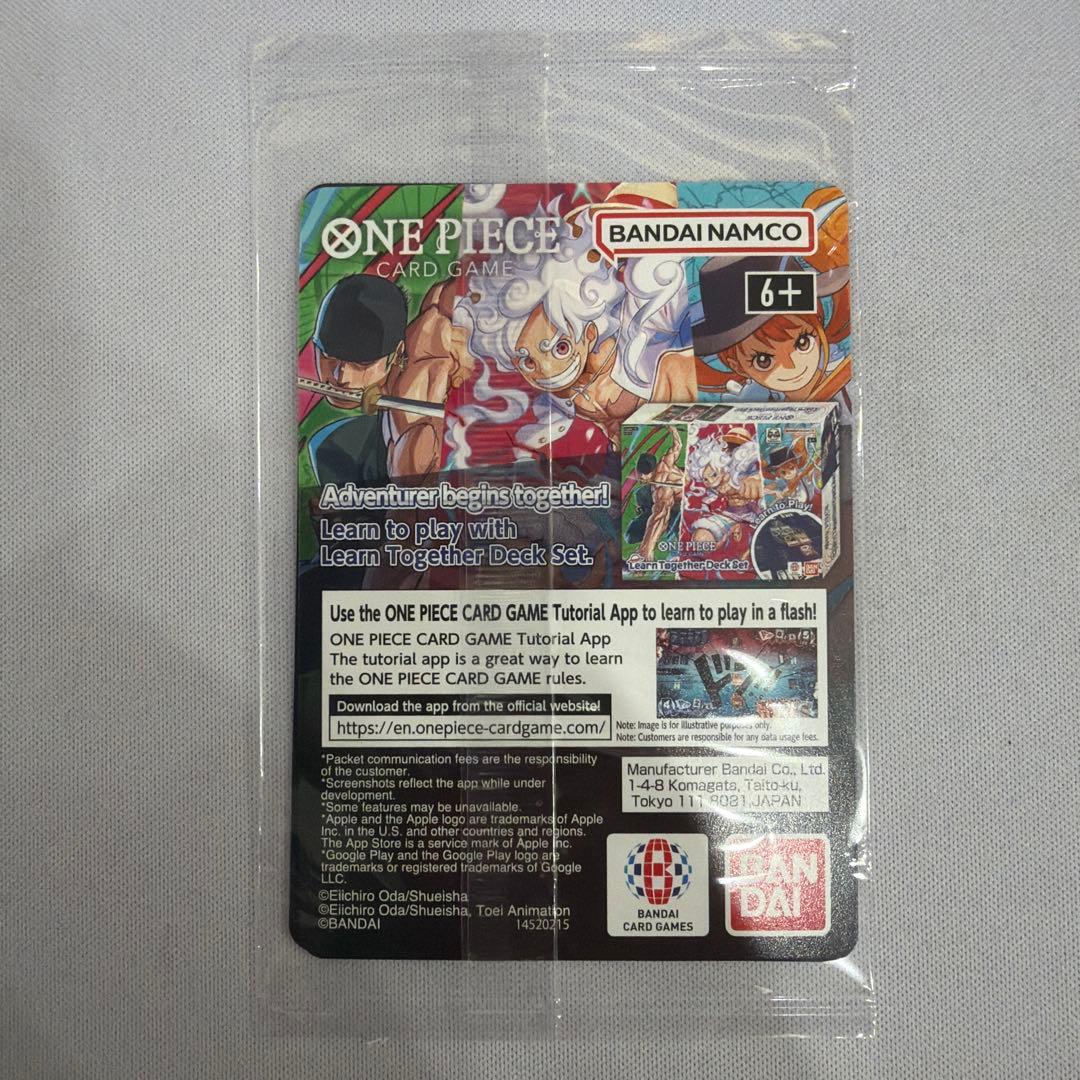 ONE PIECE
CARD GAME
BANDAI NAMCO
6+
Adventurer begins together!
Learn to play with
Learn Together Deck Set.
Learn to Play!
ONE PIECE
CARD GAME
Learn Together Deck Set
Use the ONE PIECE CARD GAME Tutorial App to learn to play in a flash!
ONE PIECE CARD GAME Tutorial App
The tutorial app is a great way to learn
the ONE PIECE CARD GAME rules.
Download the app from the official website!
https://en.onepiece-cardgame.com/
Note: Image is for illustrative purposes only.
Note: Customers are responsible for any data usage fees.
*Packet communication fees are the responsibility
of the customer.
*Screenshots reflect the app while under
development.
*Some features may be unavailable.
*Apple and the Apple logo are trademarks of Apple
Inc. in the U.S. and other countries and regions.
The App Store is a service mark of Apple Inc.
*Google Play and the Google Play logo are
trademarks or registered trademarks of Google
LLC.
©Eiichiro Oda/Shueisha
©Eiichiro Oda/Shueisha, Toei Animation
©BANDAI
14520215
Manufacturer Bandai Co., Ltd.
1-4-8 Komagata, Taito-ku,
Tokyo 111-8081,JAPAN
BANDAI
CARD GAMES
BAN
DAI